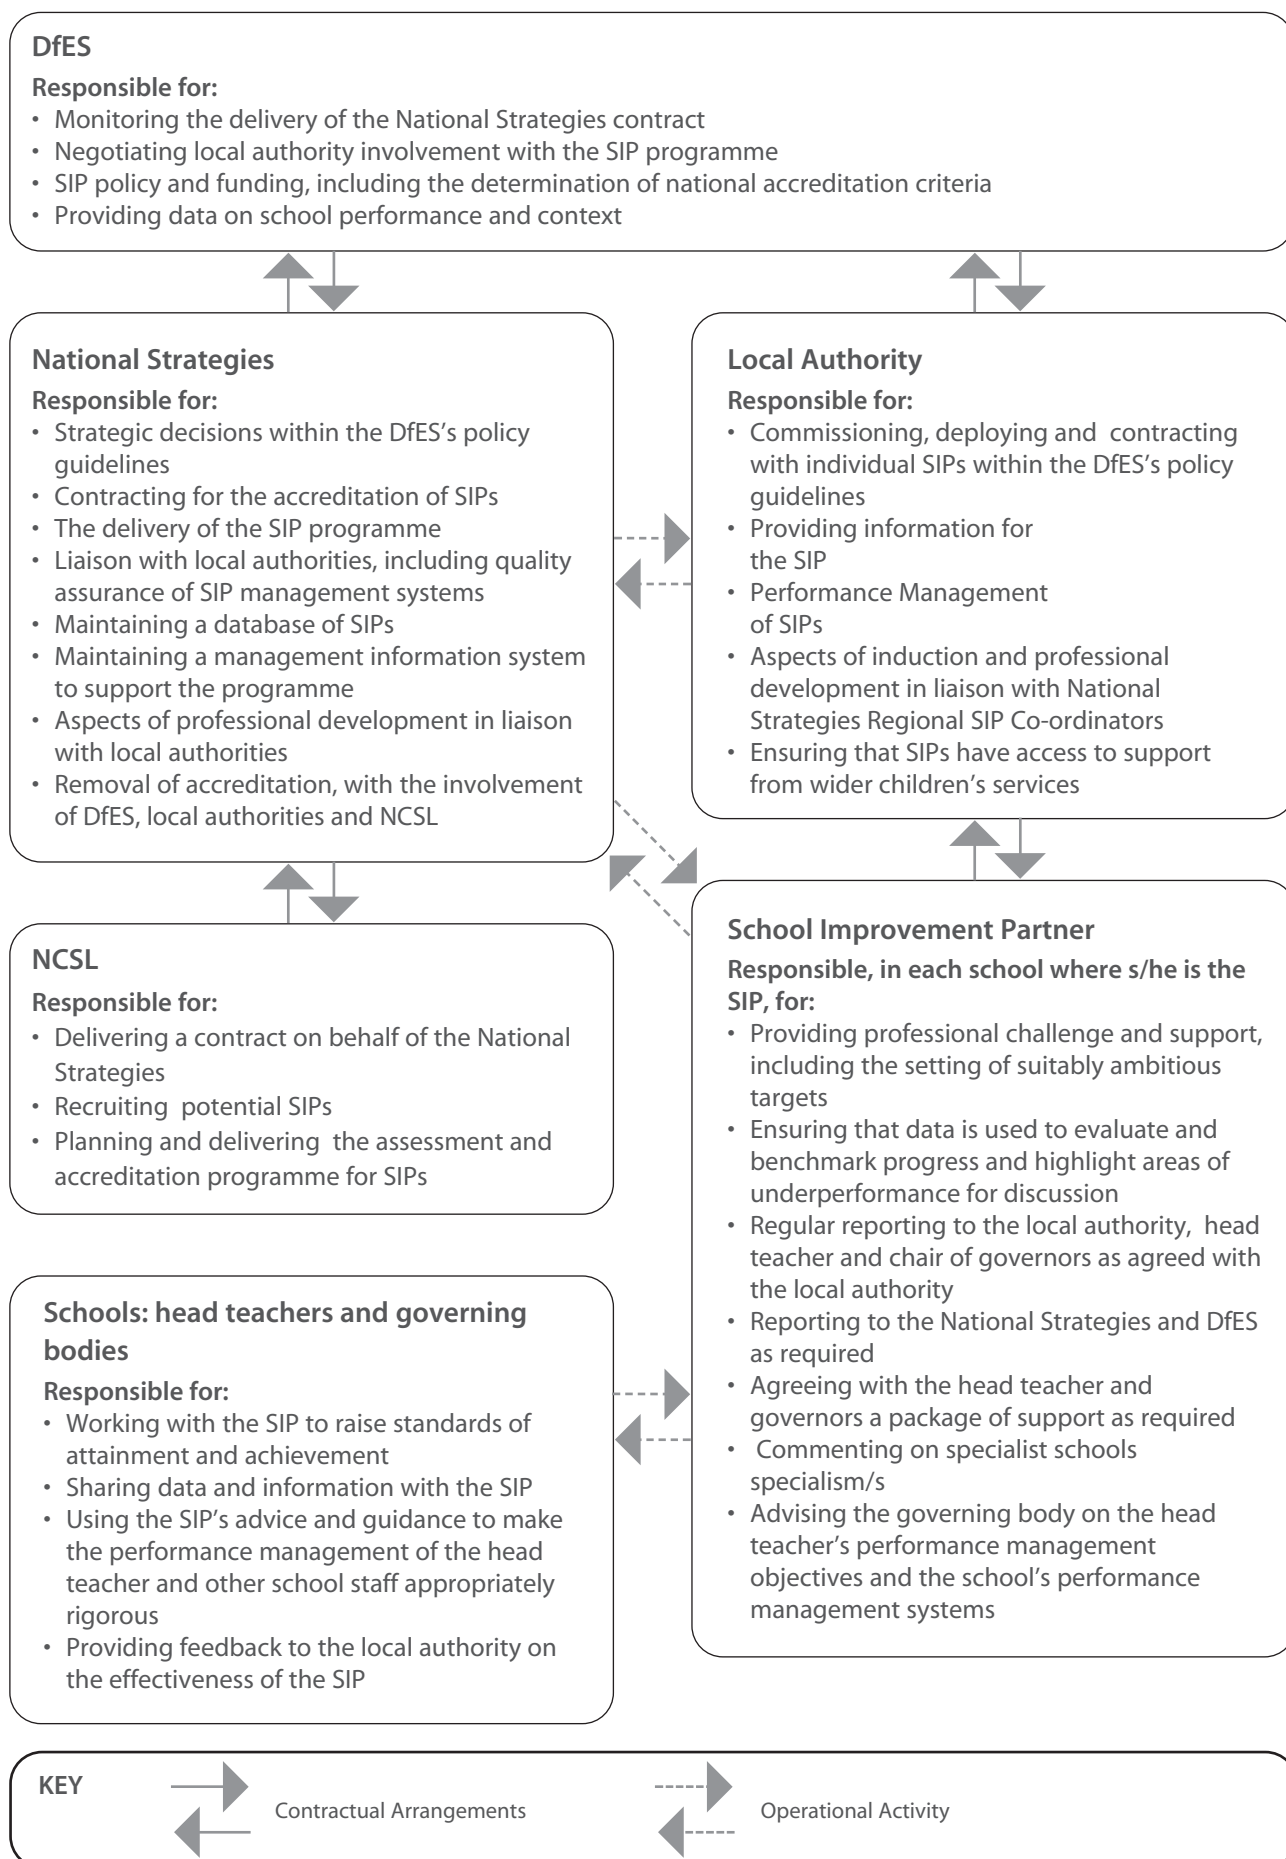 DfES
Responsible for:
• Monitoring the delivery of the National Strategies contract
• Negotiating local authority involvement with the SIP programme
• SIP policy and funding, including the determination of national accreditation criteria
• Providing data on school performance and context
National Strategies
Responsible for:
• Strategic decisions within the DfES's policy
guidelines
• Contracting for the accreditation of SIPs
• The delivery of the SIP programme
• Liaison with local authorities, including quality
assurance of SIP management systems
• Maintaining a database of SIPs
• Maintaining a management information system
to support the programme
• Aspects of professional development in liaison
with local authorities
• Removal of accreditation, with the involvement
of DfES, local authorities and NCSL
Local Authority
Responsible for:
• Commissioning, deploying and contracting
with individual SIPs within the DfES's policy
guidelines
• Providing information for
the SIP
• Performance Management
of SIPs
• Aspects of induction and professional
development in liaison with National
Strategies Regional SIP Co-ordinators
• Ensuring that SIPs have access to support
from wider children's services
NCSL
Responsible for:
• Delivering a contract on behalf of the National
Strategies
• Recruiting potential SIPs
• Planning and delivering the assessment and
accreditation programme for SIPs
School Improvement Partner
Responsible, in each school where s/he is the
SIP, for:
• Providing professional challenge and support,
including the setting of suitably ambitious
targets
• Ensuring that data is used to evaluate and
benchmark progress and highlight areas of
underperformance for discussion
• Regular reporting to the local authority, head
teacher and chair of governors as agreed with
the local authority
• Reporting to the National Strategies and DfES
as required
• Agreeing with the head teacher and
governors a package of support as required
• Commenting on specialist schools
specialism/s
• Advising the governing body on the head
teacher's performance management
objectives and the school's performance
management systems
Schools: head teachers and governing
bodies
Responsible for:
• Working with the SIP to raise standards of
attainment and achievement
• Sharing data and information with the SIP
• Using the SIP's advice and guidance to make
the performance management of the head
teacher and other school staff appropriately
rigorous
• Providing feedback to the local authority on
the effectiveness of the SIP
KEY
Contractual Arrangements
Operational Activity